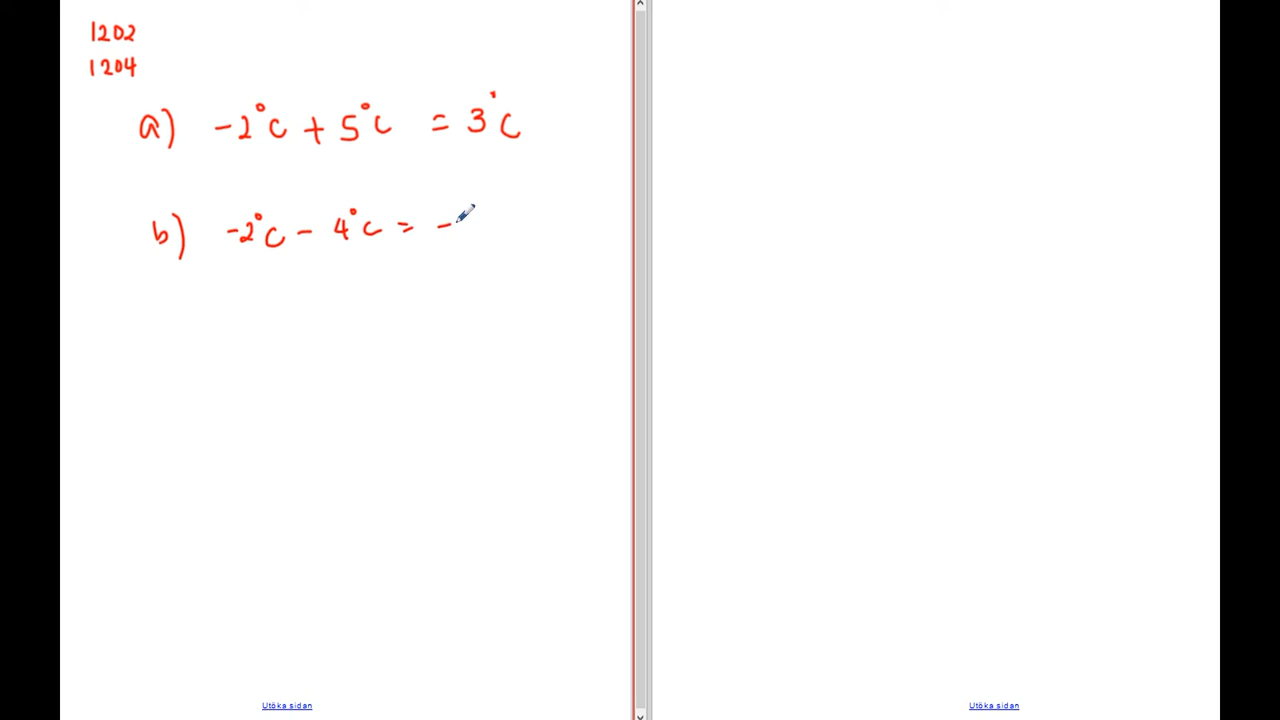 1202
1204
a) -2°C + 5°C = 3°C
b) -2°C - 4°C = -
Utöka sidan
Utöka sidan